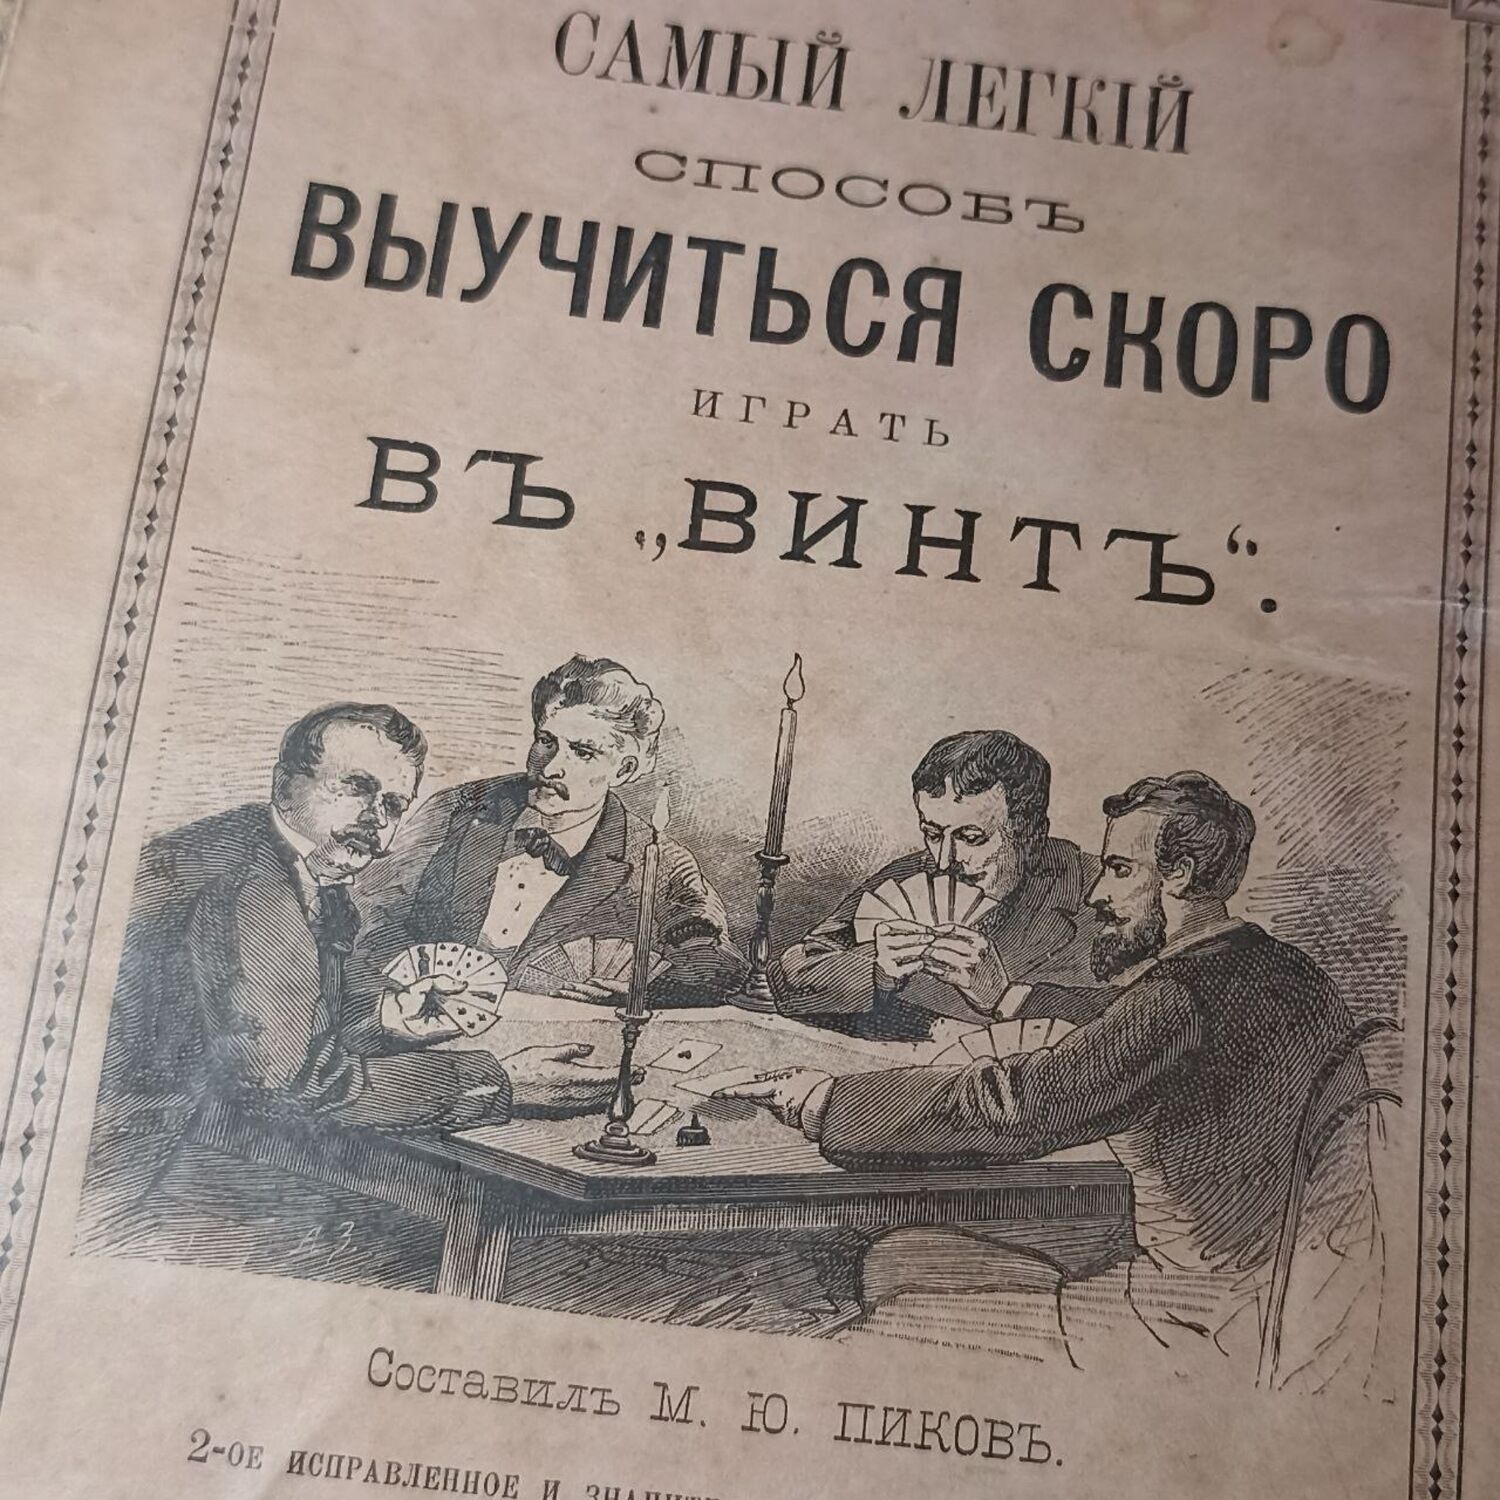 САМЫЙ ЛЕГКІЙ
СПОСОБЪ
ВЫУЧИТЬСЯ СКОРО
ИГРАТЬ
ВЪ „ВИНТЪ“.
А З
Составилъ М. Ю. ПИКОВЪ.
2-ОЕ ИСПРАВЛЕННОЕ И